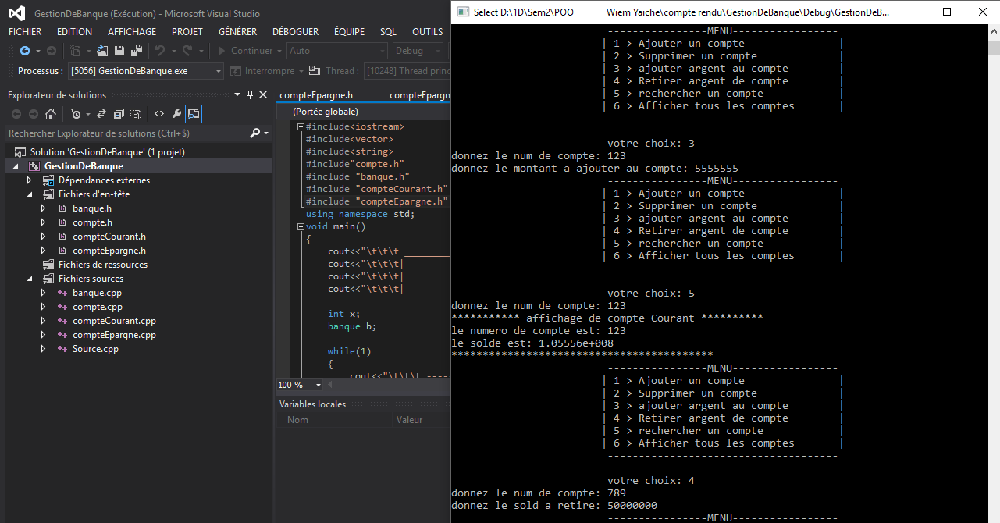 GestionDeBanque (Exécution) - Microsoft Visual Studio
FICHIER EDITION AFFICHAGE PROJET GÉNÉRER DÉBOGUER ÉQUIPE SQL OUTILS
Continuer Auto Debug
Processus : [5056] GestionDeBanque.exe Interrompre Thread : [10248] Thread princ
Explorateur de solutions
Rechercher Explorateur de solutions (Ctrl+$)
Solution 'GestionDeBanque' (1 projet)
GestionDeBanque
Dépendances externes
Fichiers d'en-tête
banque.h
compte.h
compteCourant.h
compteEpargne.h
Fichiers de ressources
Fichiers sources
banque.cpp
compte.cpp
compteCourant.cpp
compteEpargne.cpp
Source.cpp
compteEpargne.h compteEpargn
(Portée globale)
#include<iostream>
#include<vector>
#include<string>
#include"compte.h"
#include "banque.h"
#include "compteCourant.h"
#include "compteEpargne.h"
using namespace std;
void main()
{
cout<<"\t\t\t _________
cout<<"\t\t\t|
cout<<"\t\t\t|
cout<<"\t\t\t|_________
int x;
banque b;
while(1)
{
cout<<"\t\t\t -----
100 %
Variables locales
Nom Valeur
Select D:\1D\Sem2\POO Wiem Yaiche\compte rendu\GestionDeBanque\Debug\GestionDeB...
----------------MENU-----------------
| 1 > Ajouter un compte |
| 2 > Supprimer un compte |
| 3 > ajouter argent au compte |
| 4 > Retirer argent de compte |
| 5 > rechercher un compte |
| 6 > Afficher tous les comptes |
-------------------------------------
votre choix: 3
donnez le num de compte: 123
donnez le montant a ajouter au compte: 5555555
----------------MENU-----------------
| 1 > Ajouter un compte |
| 2 > Supprimer un compte |
| 3 > ajouter argent au compte |
| 4 > Retirer argent de compte |
| 5 > rechercher un compte |
| 6 > Afficher tous les comptes |
-------------------------------------
votre choix: 5
donnez le num de compte: 123
*********** affichage de compte Courant **********
le numero de compte est: 123
le solde est: 1.05556e+008
******************************************
----------------MENU-----------------
| 1 > Ajouter un compte |
| 2 > Supprimer un compte |
| 3 > ajouter argent au compte |
| 4 > Retirer argent de compte |
| 5 > rechercher un compte |
| 6 > Afficher tous les comptes |
-------------------------------------
votre choix: 4
donnez le num de compte: 789
donnez le sold a retire: 50000000
----------------MENU-----------------